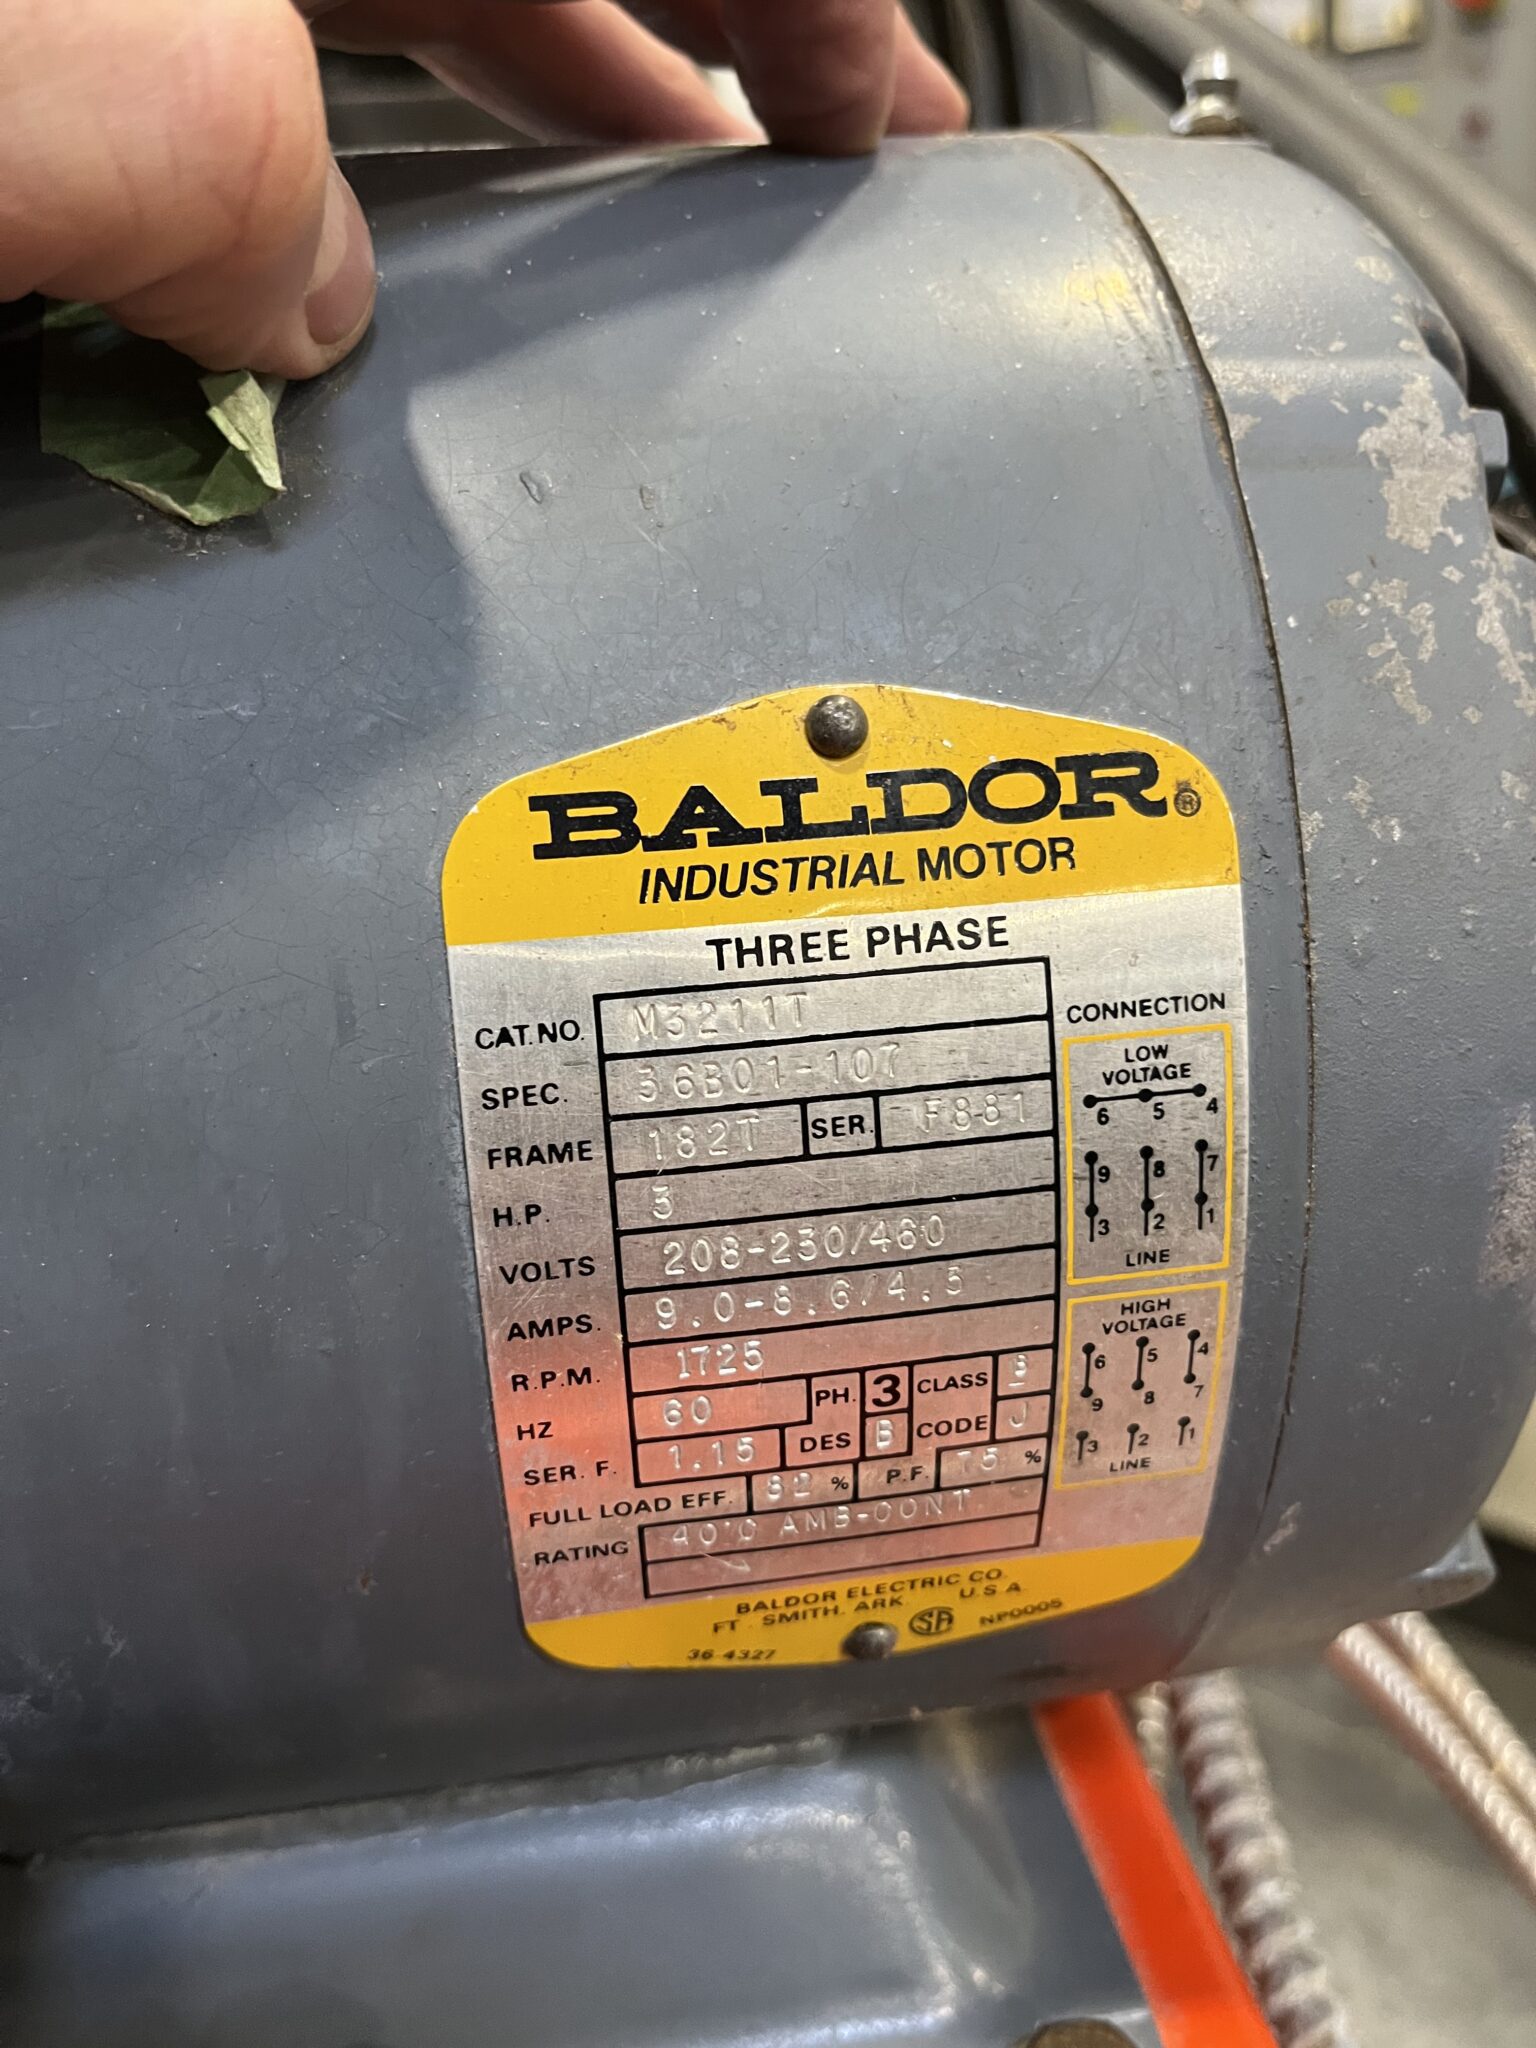 BALDOR®
INDUSTRIAL MOTOR
THREE PHASE
CAT. NO. M3211T
SPEC. 36B01-107
FRAME 182T SER. F881
H.P. 3
VOLTS 208-230/460
AMPS. 9.0-8.6/4.3
R.P.M. 1725
HZ 60 PH. 3 CLASS B
SER. F. 1.15 DES B CODE J
FULL LOAD EFF. 82 % P.F. 75 %
RATING 40°C AMB-CONT
CONNECTION
LOW
VOLTAGE
6 5 4
9 8 7
3 2 1
LINE
HIGH
VOLTAGE
6 5 4
9 8 7
3 2 1
LINE
BALDOR ELECTRIC CO.
FT. SMITH. ARK. U.S.A.
SA NP0005
36-4327